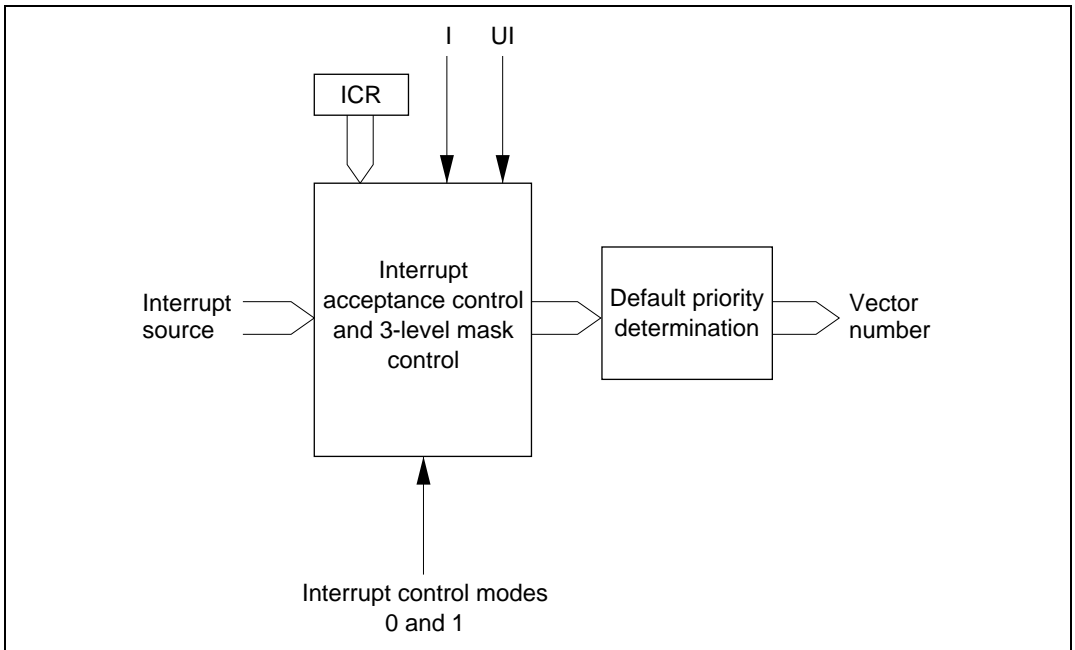 I UI
ICR
Interrupt
acceptance control
and 3-level mask
control
Interrupt
source
Default priority
determination
Vector
number
Interrupt control modes
0 and 1